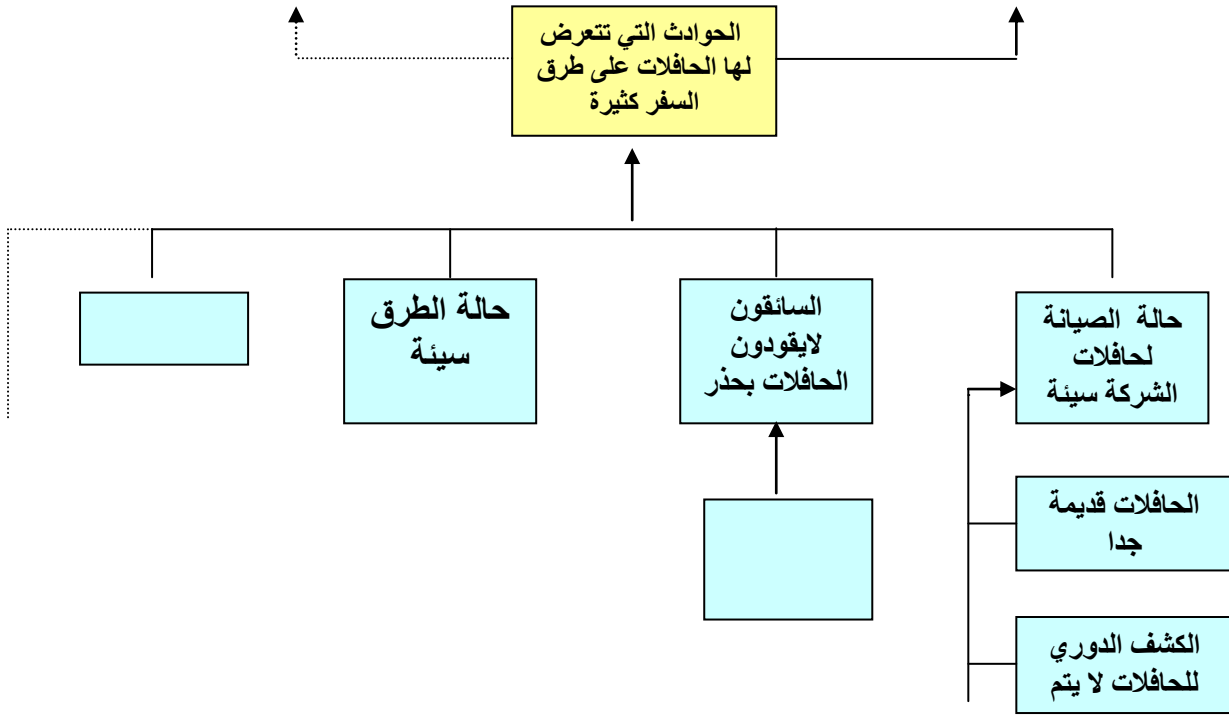 الحوادث التي تتعرض
لها الحافلات على طرق
السفر كثيرة
حالة الصيانة
لحافلات
الشركة سيئة
السائقون
لايقودون
الحافلات بحذر
حالة الطرق
سيئة
الحافلات قديمة
جدا
الكشف الدوري
للحافلات لا يتم